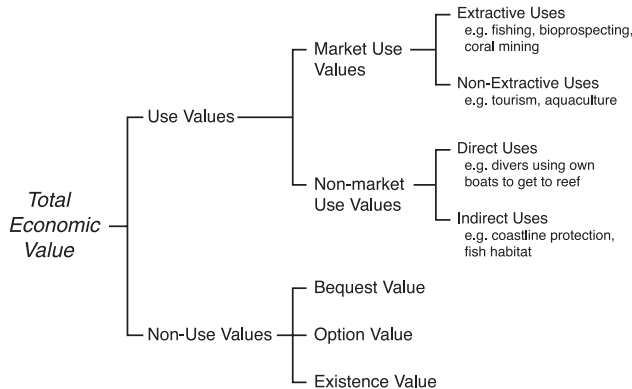 Extractive Uses
e.g. fishing, bioprospecting,
coral mining
Market Use
Values
Non-Extractive Uses
e.g. tourism, aquaculture
Use Values
Direct Uses
e.g. divers using own
boats to get to reef
Non-market
Use Values
Indirect Uses
e.g. coastline protection,
fish habitat
Total
Economic
Value
Bequest Value
Non-Use Values
Option Value
Existence Value